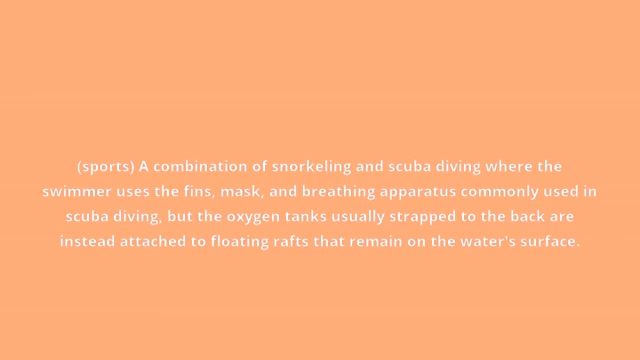 (sports) A combination of snorkeling and scuba diving where the
swimmer uses the fins, mask, and breathing apparatus commonly used in
scuba diving, but the oxygen tanks usually strapped to the back are
instead attached to floating rafts that remain on the water's surface.